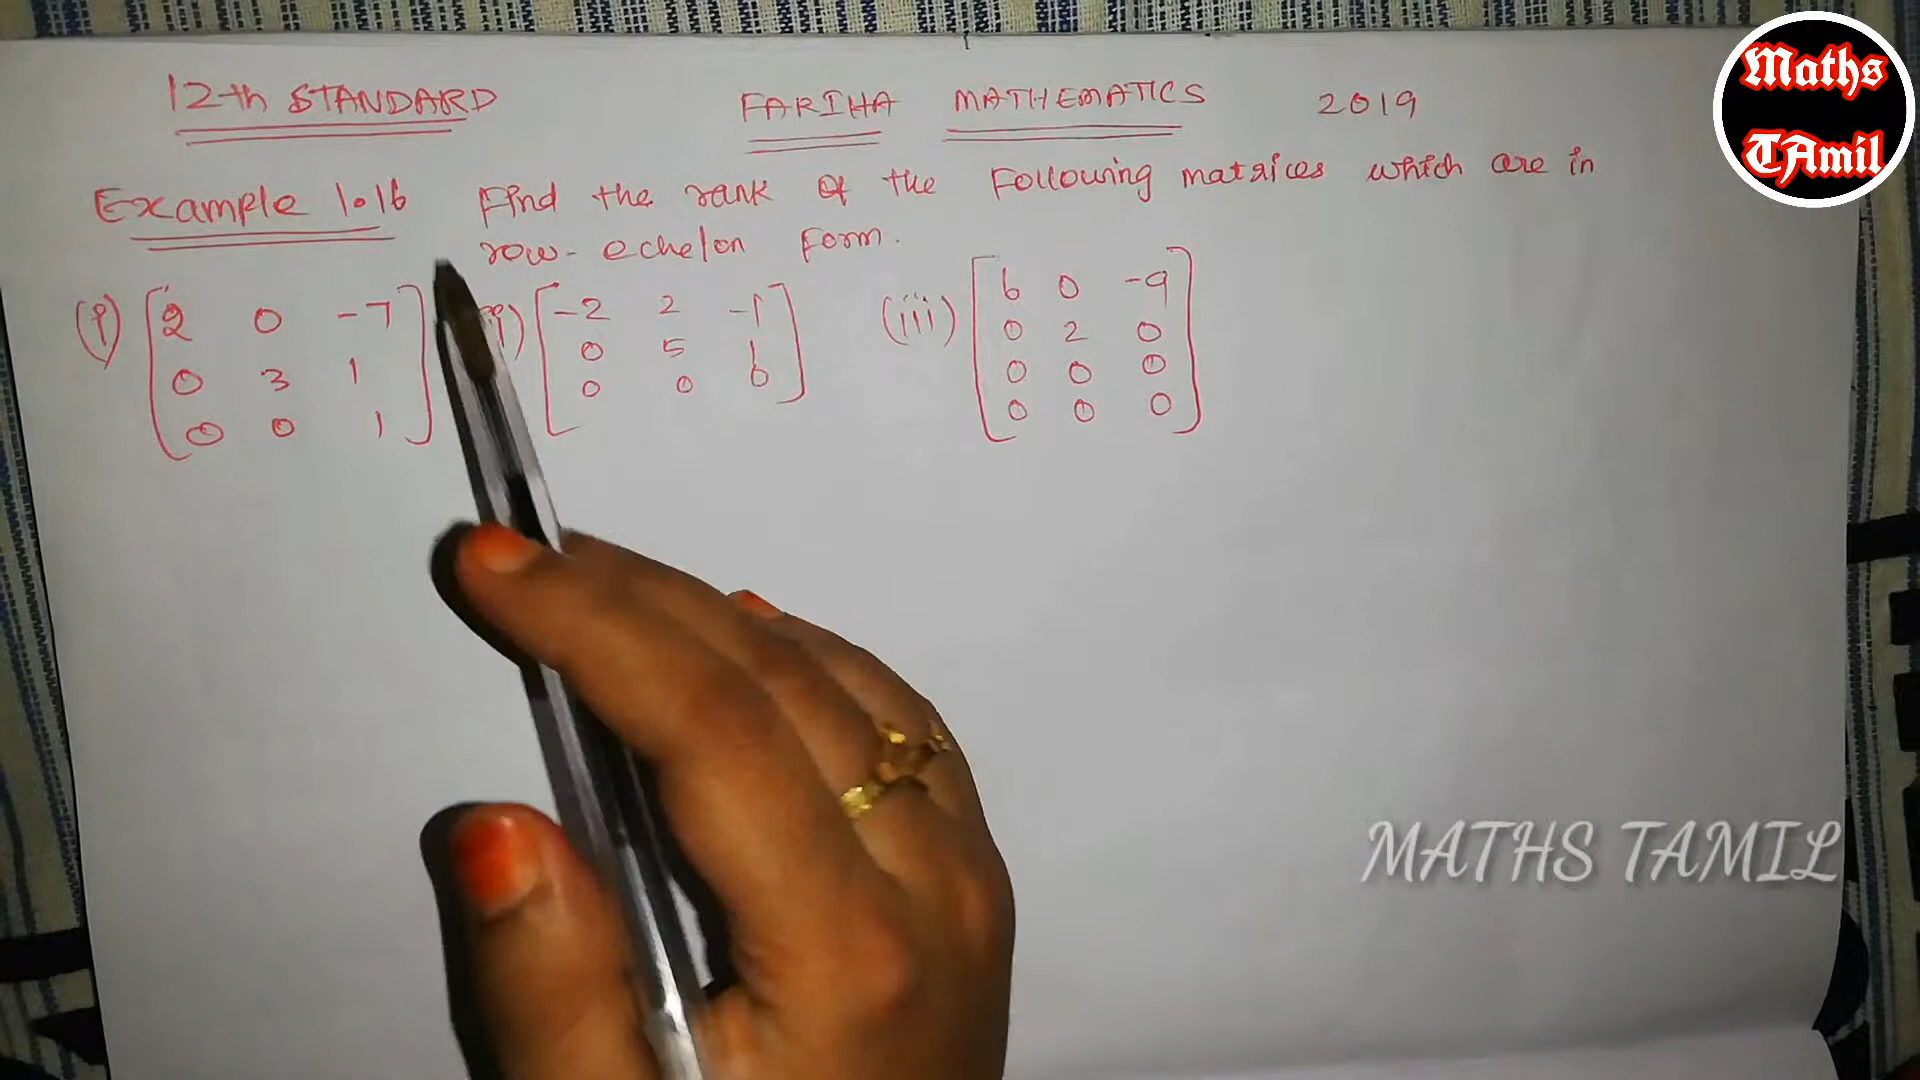 12th STANDARD FARIHA MATHEMATICS 2019
Maths TAmil
Example 1.16 Find the rank of the Following matrices which are in
row-echelon form.
(i) [2 0 -7
0 3 1
0 0 1]
[-2 2 -1
0 5 1
0 0 6]
(iii) [6 0 -9
0 2 0
0 0 0
0 0 0]
MATHS TAMIL